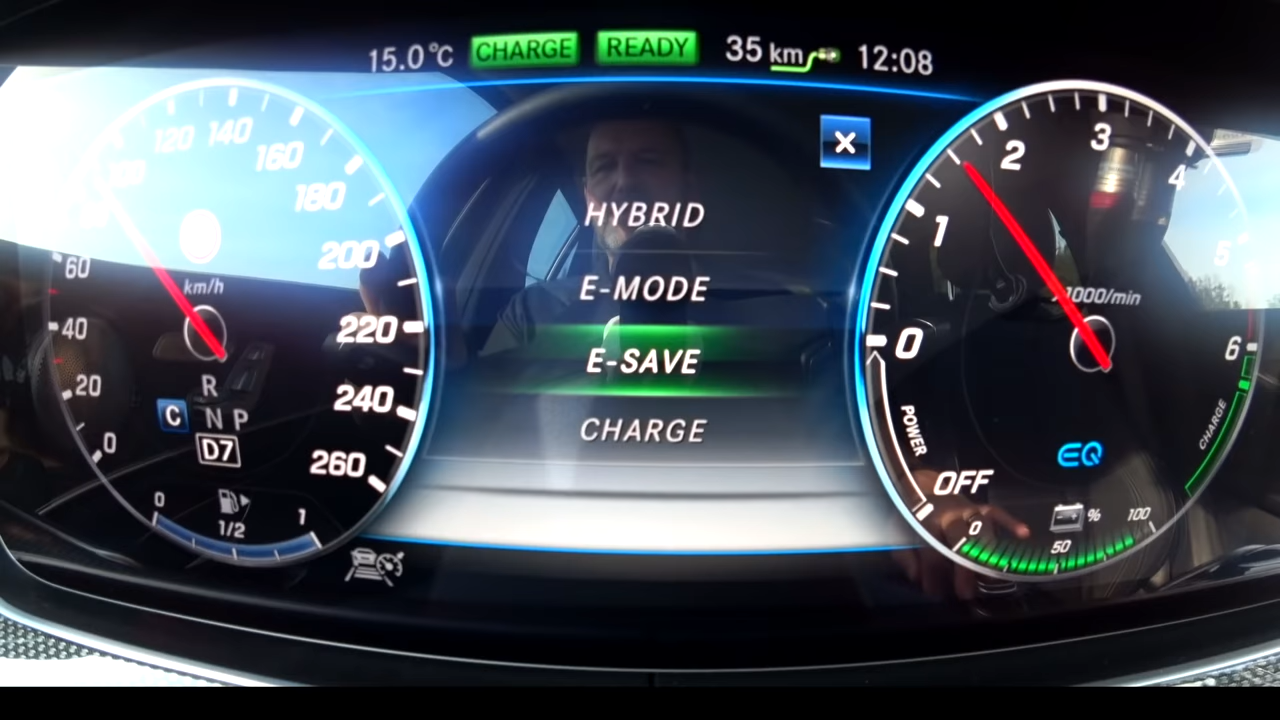 15.0°C CHARGE READY 35 km 12:08
120 140
160
180
200
220
240
260
60
40
20
0
km/h
R
C N P
D7
0 1/2 1
×
HYBRID
E-MODE
E-SAVE
CHARGE
0
1
2
3
4
5
6
x1000/min
POWER
OFF
EQ
CHARGE
0 50 100
%